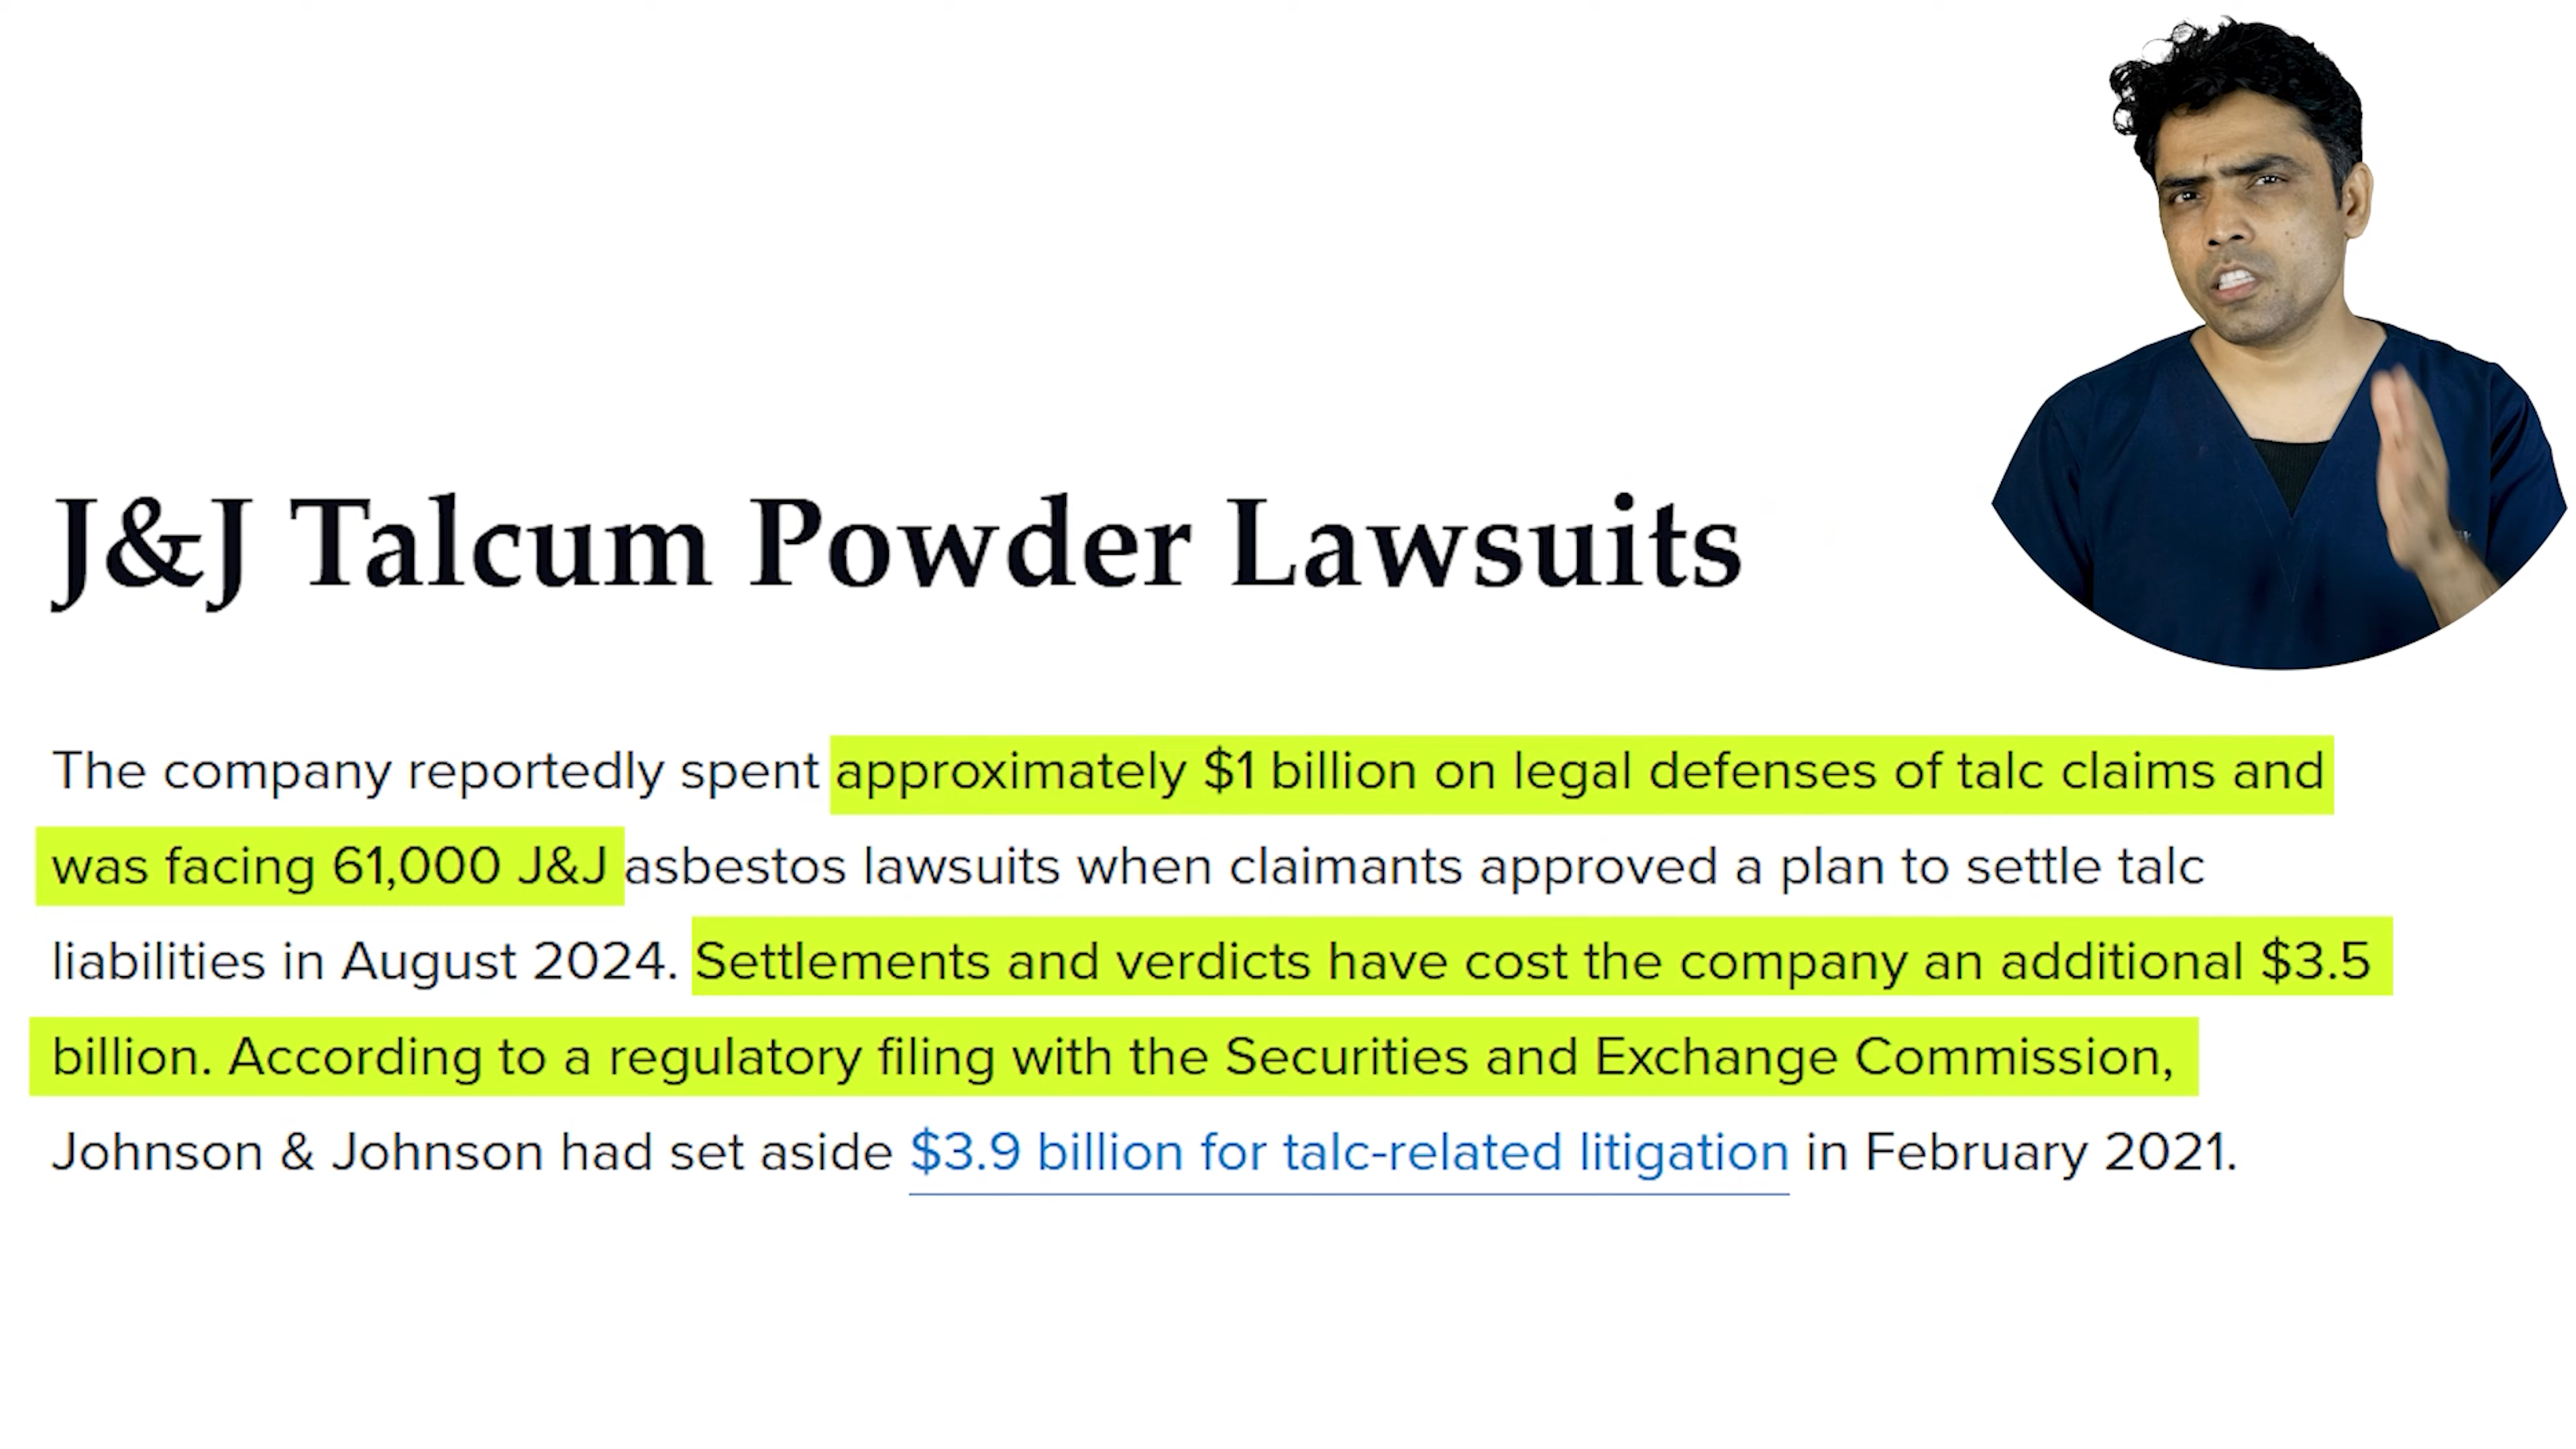 J&J Talcum Powder Lawsuits
The company reportedly spent approximately $1 billion on legal defenses of talc claims and
was facing 61,000 J&J asbestos lawsuits when claimants approved a plan to settle talc
liabilities in August 2024. Settlements and verdicts have cost the company an additional $3.5
billion. According to a regulatory filing with the Securities and Exchange Commission,
Johnson & Johnson had set aside $3.9 billion for talc-related litigation in February 2021.